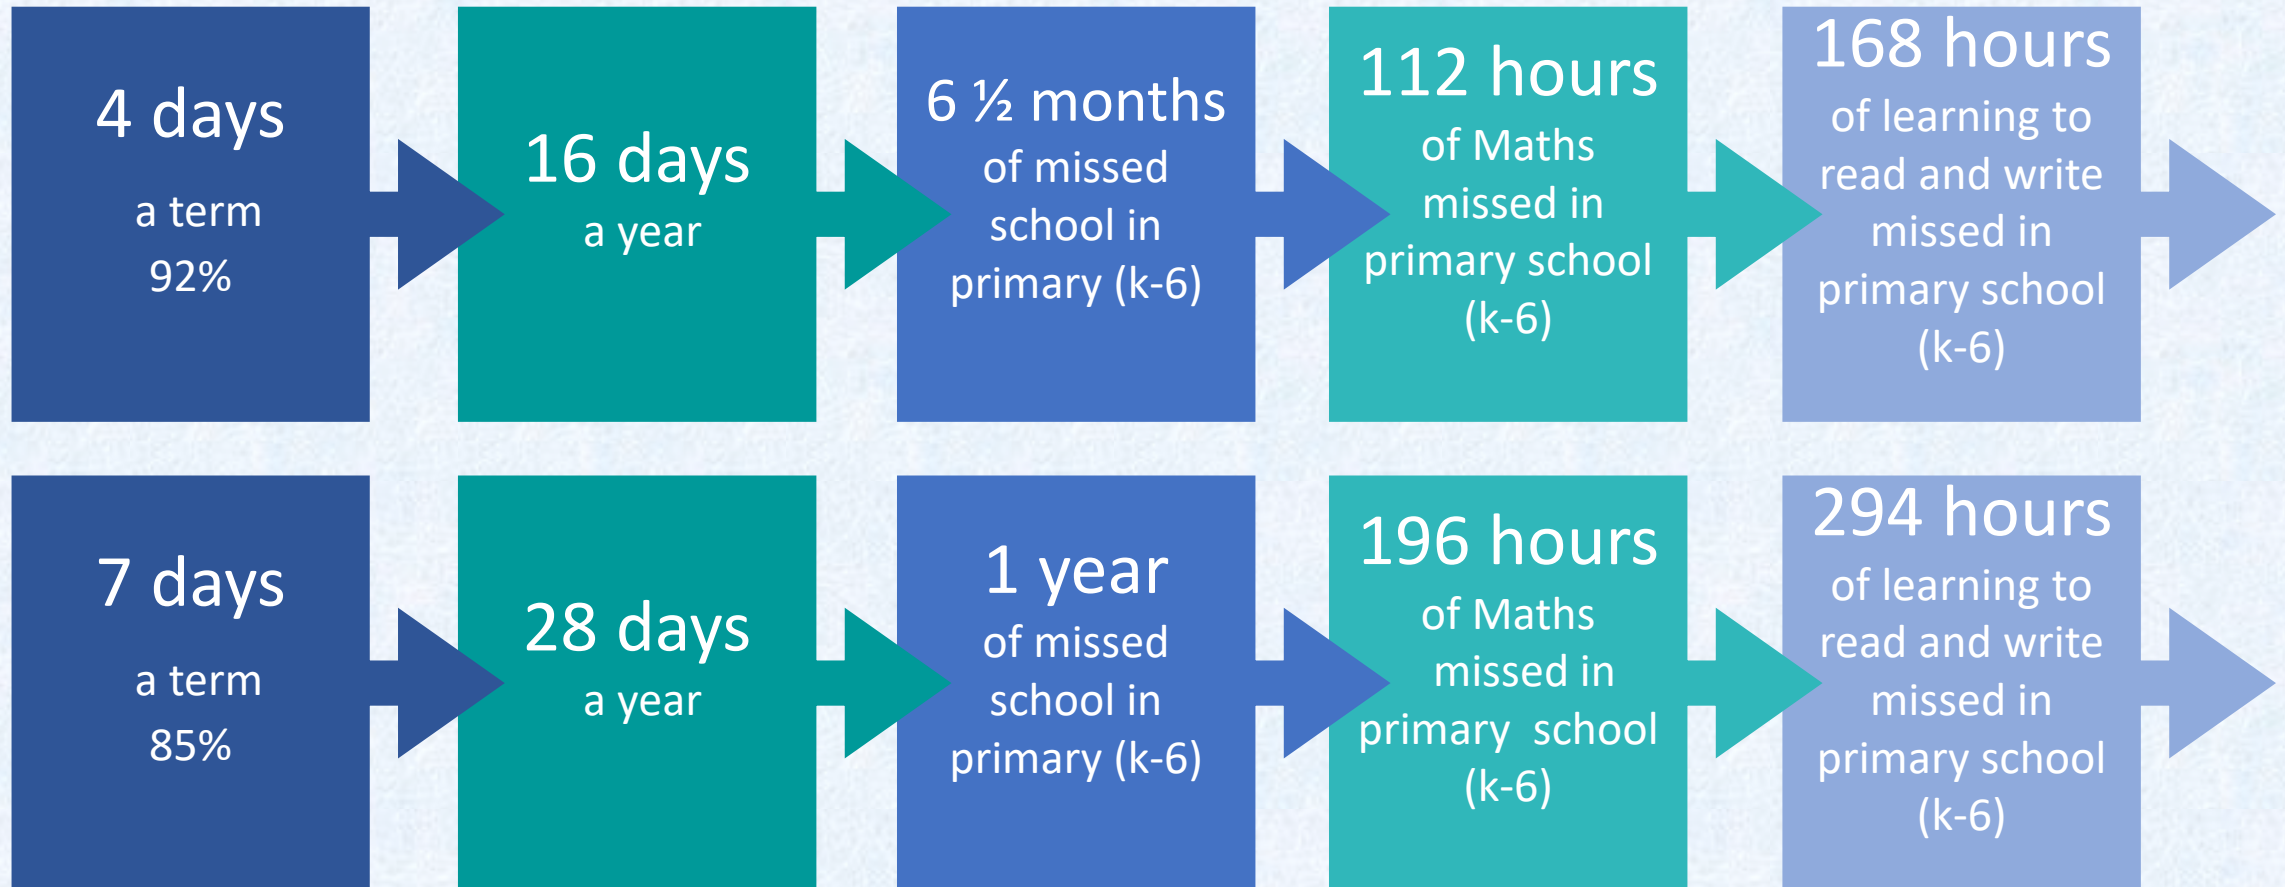 4 days
a term
92%
16 days
a year
6 ½ months
of missed
school in
primary (k-6)
112 hours
of Maths
missed in
primary school
(k-6)
168 hours
of learning to
read and write
missed in
primary school
(k-6)
7 days
a term
85%
28 days
a year
1 year
of missed
school in
primary (k-6)
196 hours
of Maths
missed in
primary  school
(k-6)
294 hours
of learning to
read and write
missed in
primary school
(k-6)